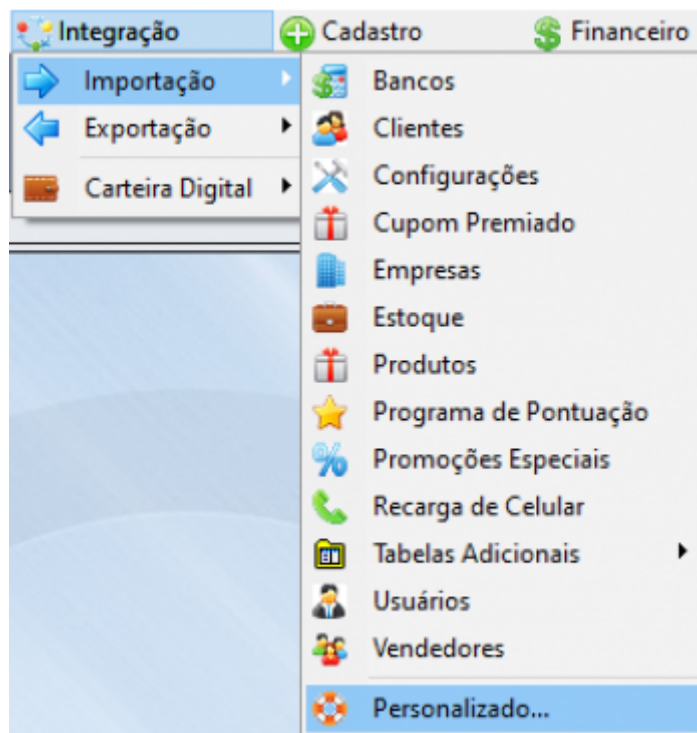 Integração Cadastro Financeiro
Importação
Exportação
Carteira Digital
Bancos
Clientes
Configurações
Cupom Premiado
Empresas
Estoque
Produtos
Programa de Pontuação
Promoções Especiais
Recarga de Celular
Tabelas Adicionais
Usuários
Vendedores
Personalizado...